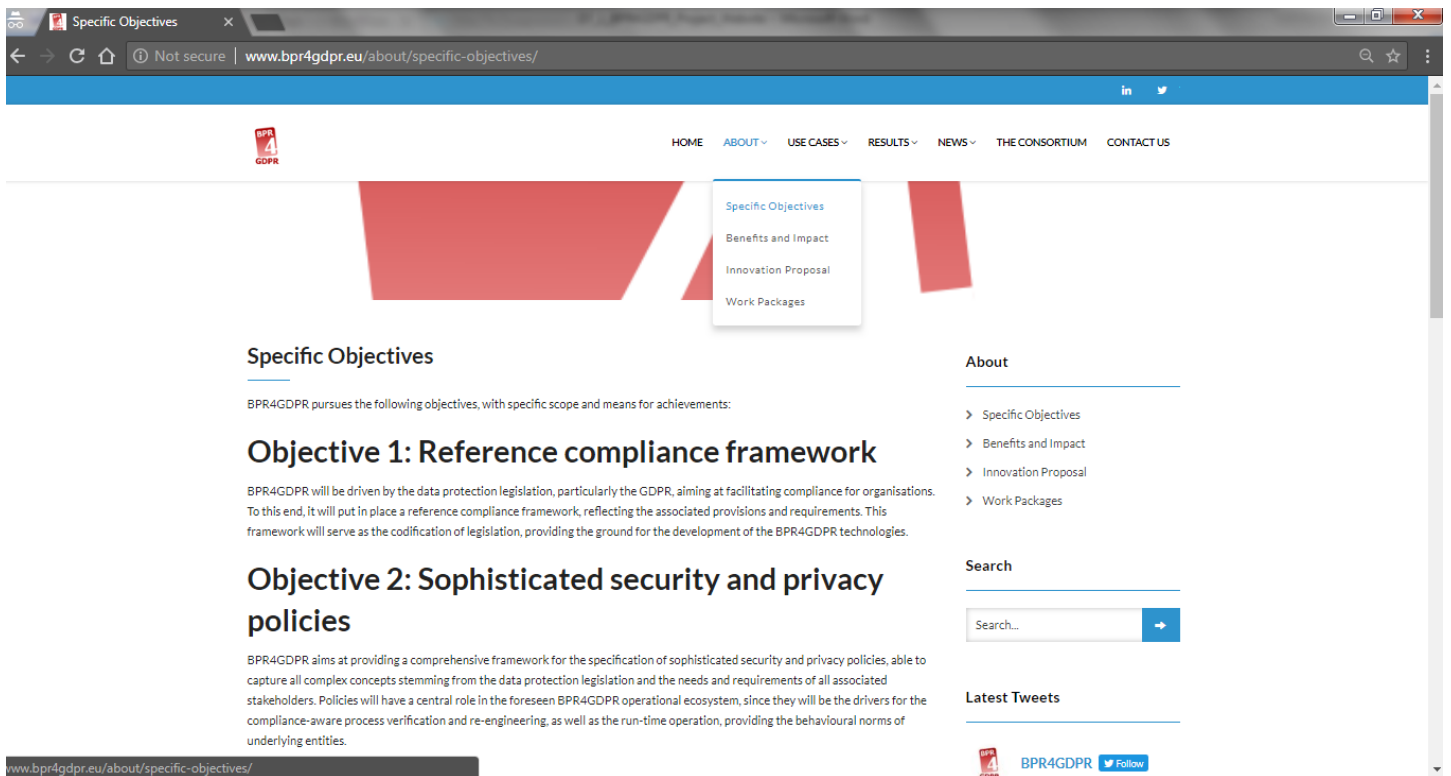 Specific Objectives
Not secure | www.bpr4gdpr.eu/about/specific-objectives/
in
BPR
4
GDPR
HOME ABOUT USE CASES RESULTS NEWS THE CONSORTIUM CONTACT US
Specific Objectives
Benefits and Impact
Innovation Proposal
Work Packages
Specific Objectives
BPR4GDPR pursues the following objectives, with specific scope and means for achievements:
Objective 1: Reference compliance framework
BPR4GDPR will be driven by the data protection legislation, particularly the GDPR, aiming at facilitating compliance for organisations.
To this end, it will put in place a reference compliance framework, reflecting the associated provisions and requirements. This
framework will serve as the codification of legislation, providing the ground for the development of the BPR4GDPR technologies.
Objective 2: Sophisticated security and privacy
policies
BPR4GDPR aims at providing a comprehensive framework for the specification of sophisticated security and privacy policies, able to
capture all complex concepts stemming from the data protection legislation and the needs and requirements of all associated
stakeholders. Policies will have a central role in the foreseen BPR4GDPR operational ecosystem, since they will be the drivers for the
compliance-aware process verification and re-engineering, as well as the run-time operation, providing the behavioural norms of
underlying entities.
About
Specific Objectives
Benefits and Impact
Innovation Proposal
Work Packages
Search
Search...
Latest Tweets
BPR
4
GDPR
BPR4GDPR Follow
www.bpr4gdpr.eu/about/specific-objectives/